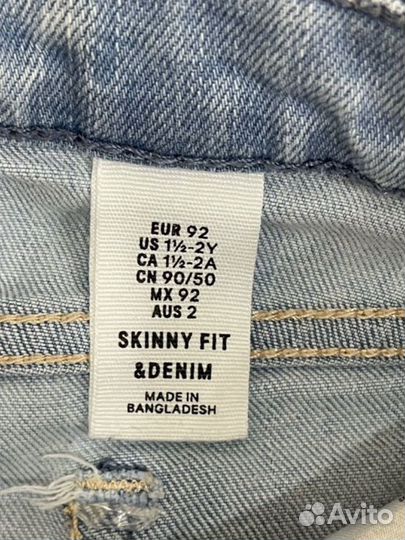 EUR 92
US 1½-2Y
CA 1½-2A
CN 90/50
MX 92
AUS 2
SKINNY FIT
&DENIM
MADE IN
BANGLADESH
Avito